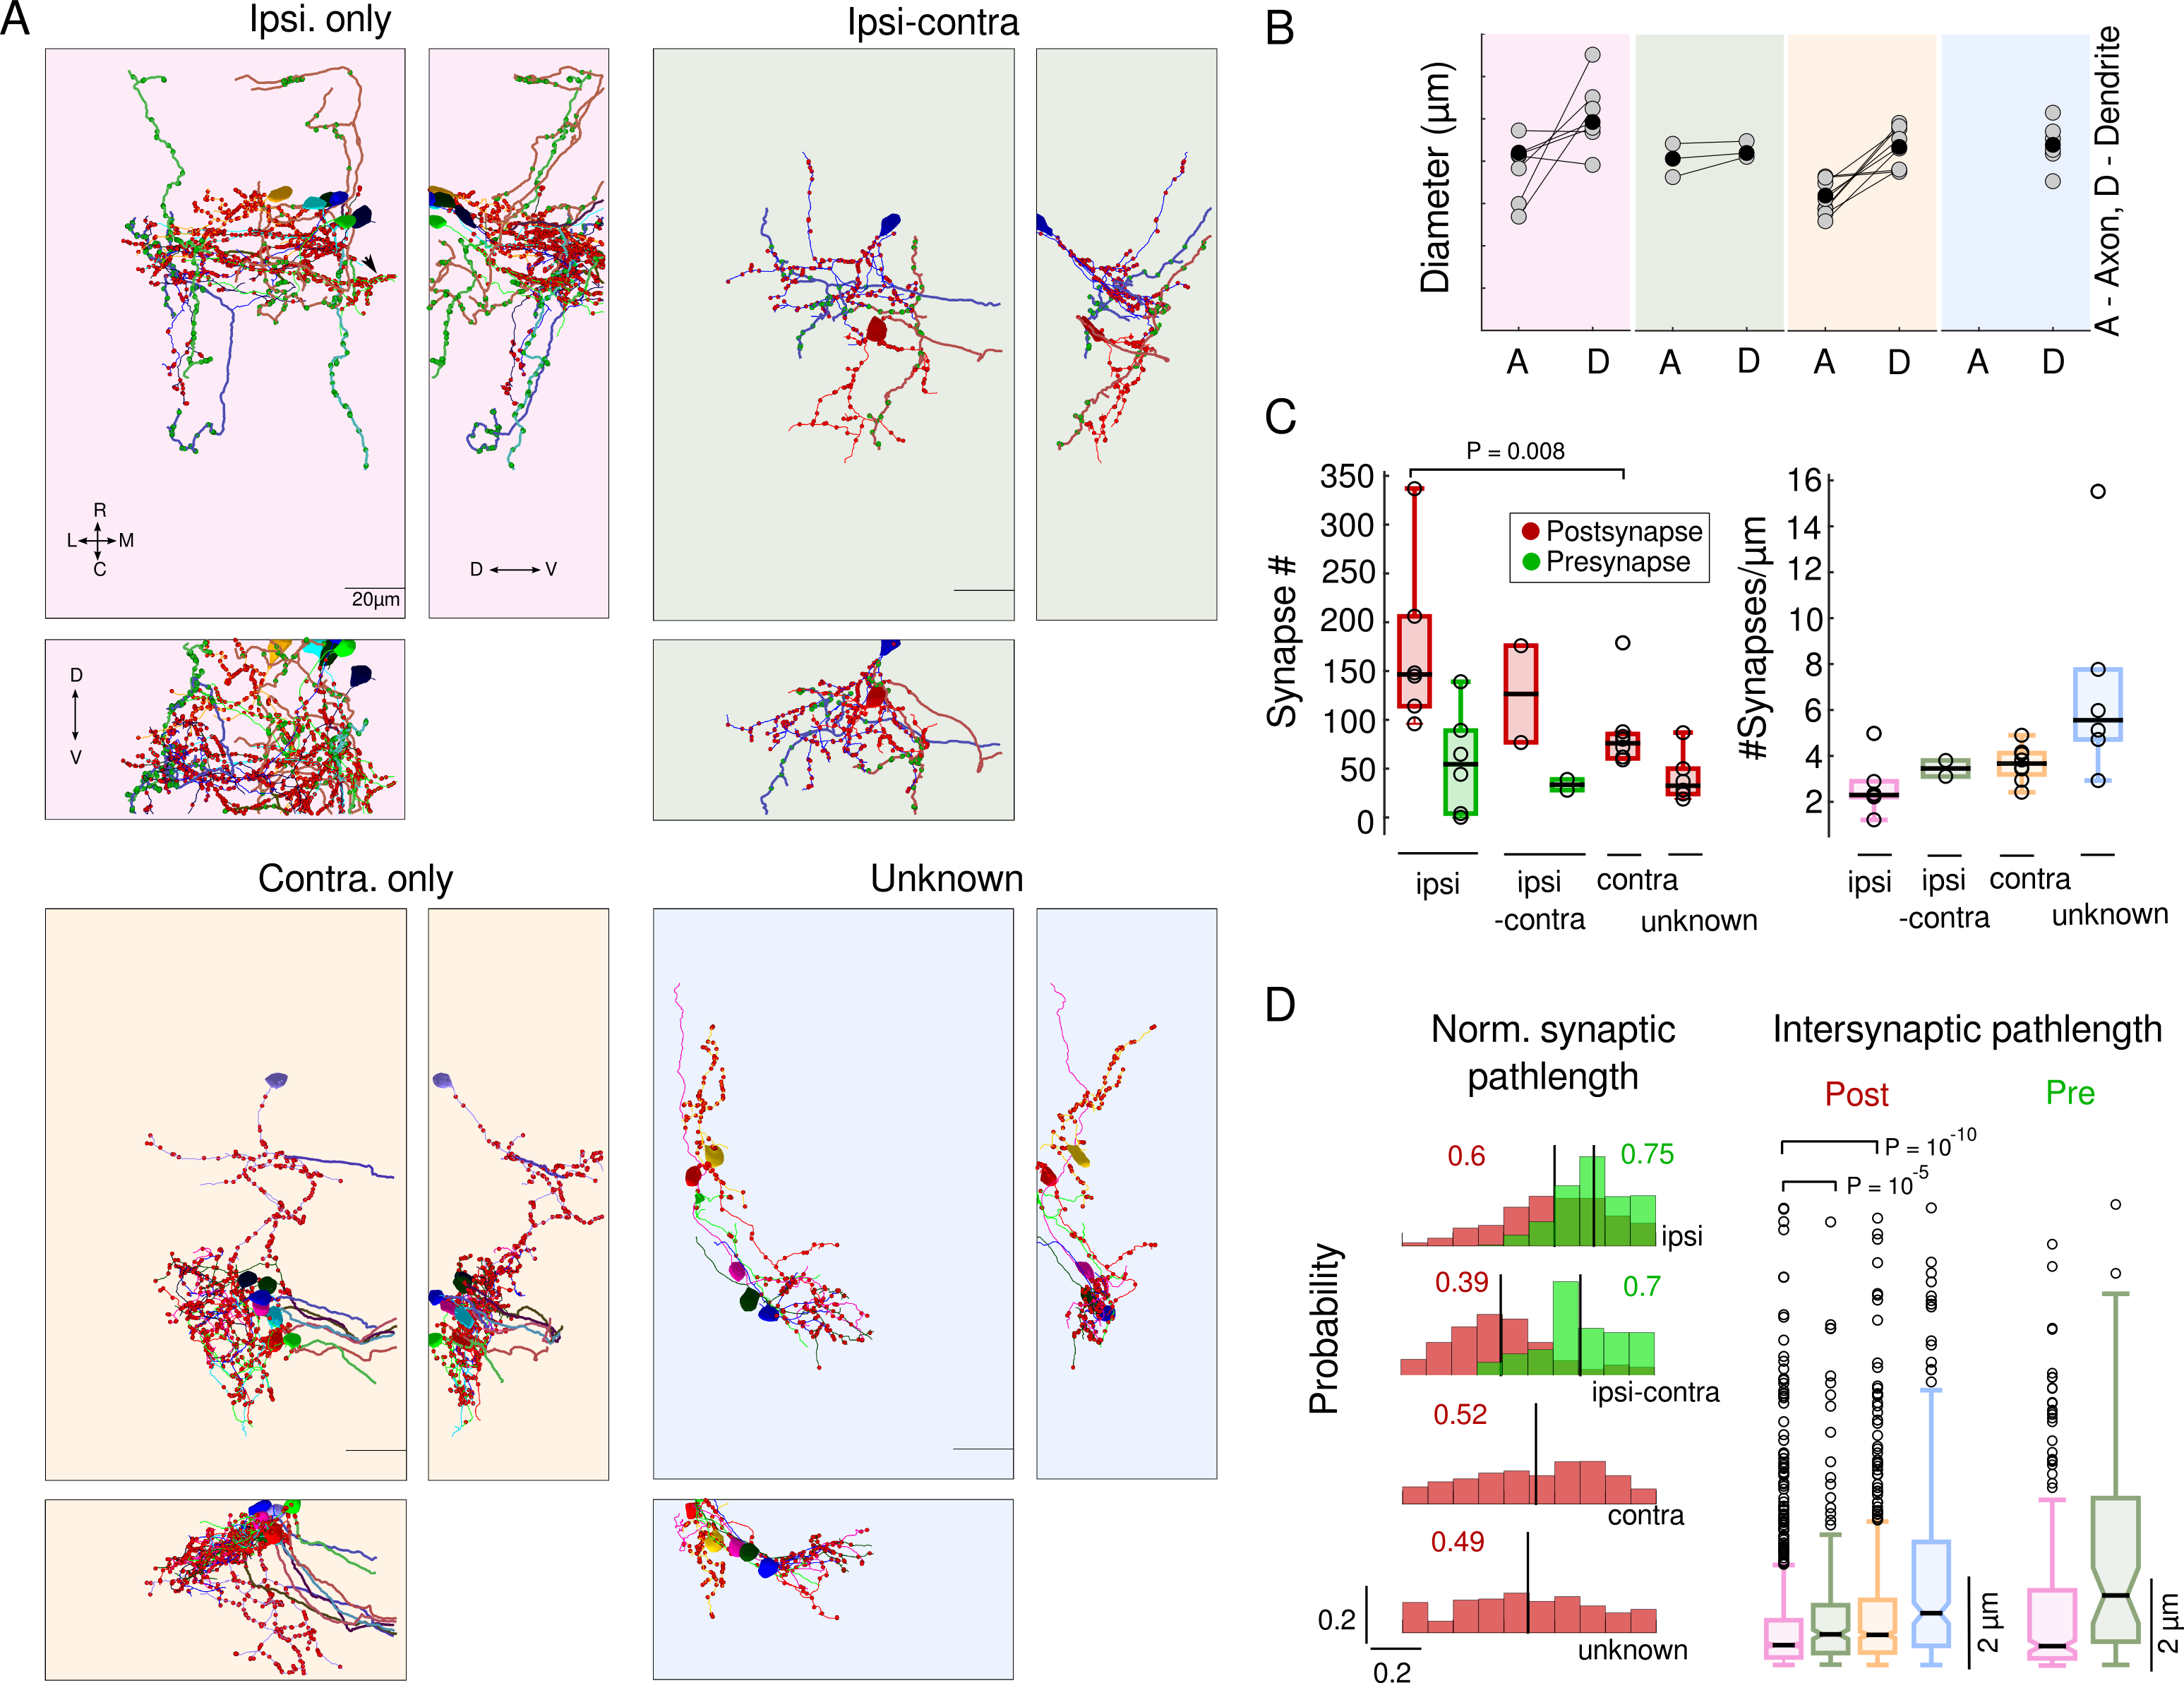 A
Ipsi. only
Ipsi-contra
R
L M
C
20µm
D V
D
V
Contra. only
Unknown
B
Diameter (µm)
A D A D A D A D
A - Axon, D - Dendrite
C
P = 0.008
Synapse #
350
300
250
200
150
100
50
0
Postsynapse
Presynapse
ipsi
ipsi
-contra
contra
unknown
#Synapses/µm
16
14
12
10
8
6
4
2
ipsi
ipsi
-contra
contra
unknown
D
Norm. synaptic
pathlength
Probability
0.6 0.75
ipsi
0.39 0.7
ipsi-contra
0.52
contra
0.49
unknown
0.2
0.2
Intersynaptic pathlength
Post Pre
P = 10-10
P = 10-5
2 µm
2 µm